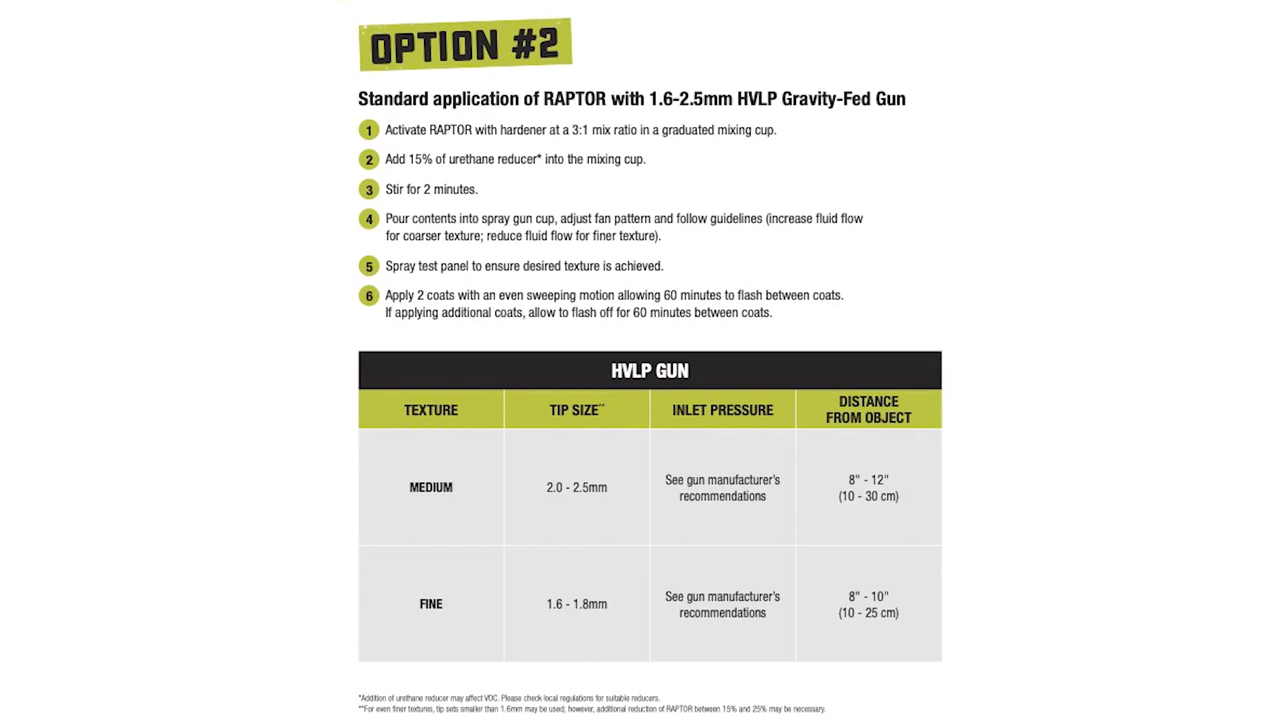 OPTION #2
Standard application of RAPTOR with 1.6-2.5mm HVLP Gravity-Fed Gun
1 Activate RAPTOR with hardener at a 3:1 mix ratio in a graduated mixing cup.
2 Add 15% of urethane reducer* into the mixing cup.
3 Stir for 2 minutes.
4 Pour contents into spray gun cup, adjust fan pattern and follow guidelines (increase fluid flow
for coarser texture; reduce fluid flow for finer texture).
5 Spray test panel to ensure desired texture is achieved.
6 Apply 2 coats with an even sweeping motion allowing 60 minutes to flash between coats.
If applying additional coats, allow to flash off for 60 minutes between coats.
HVLP GUN
TEXTURE TIP SIZE** INLET PRESSURE DISTANCE
FROM OBJECT
MEDIUM 2.0 - 2.5mm See gun manufacturer's
recommendations 8" - 12"
(10 - 30 cm)
FINE 1.6 - 1.8mm See gun manufacturer's
recommendations 8" - 10"
(10 - 25 cm)
*Addition of urethane reducer may affect VOC. Please check local regulations for suitable reducers.
**For even finer textures, tip sets smaller than 1.6mm may be used; however, additional reduction of RAPTOR between 15% and 25% may be necessary.